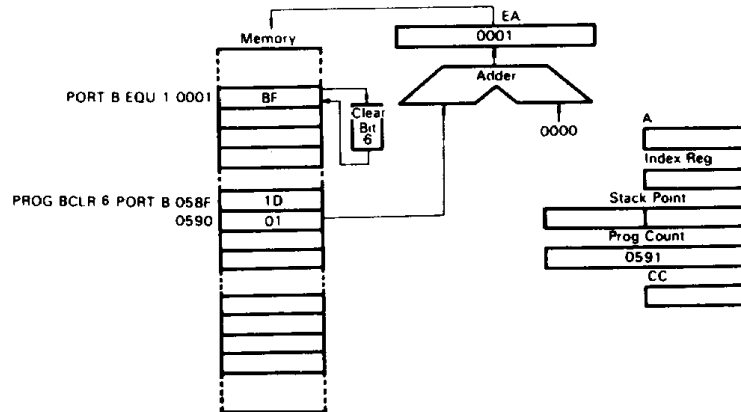 EA
Memory
0001
Adder
PORT B EQU 1 0001
BF
Clear
Bit
6
0000
A
Index Reg
PROG BCLR 6 PORT B 058F
1D
Stack Point
0590
01
Prog Count
0591
CC